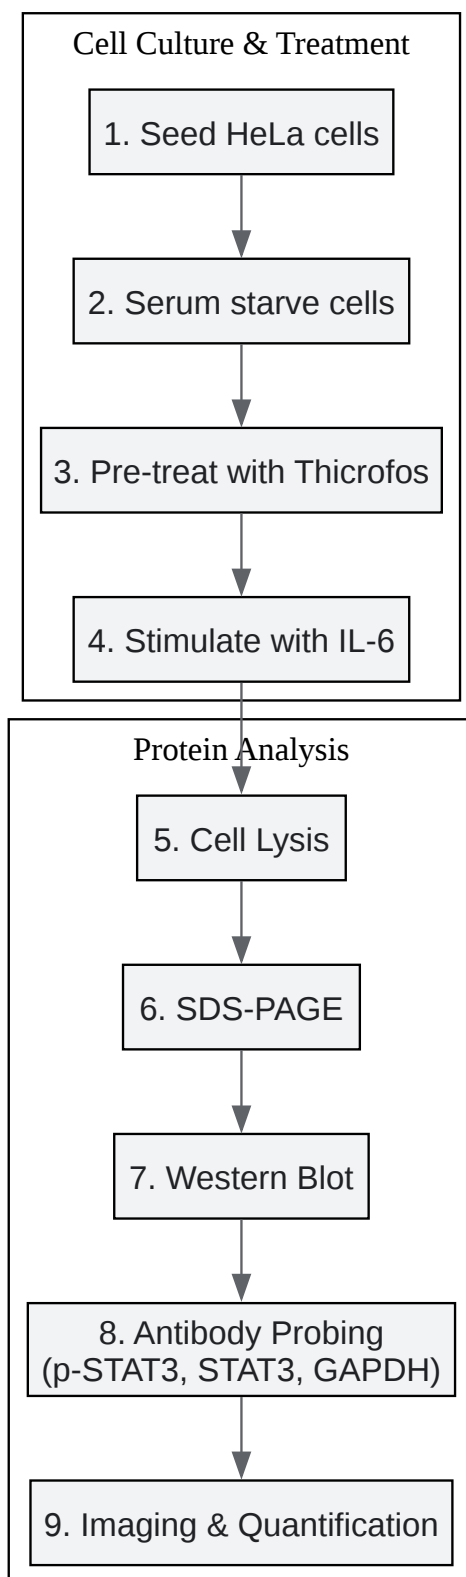 Cell Culture & Treatment
1. Seed HeLa cells
2. Serum starve cells
3. Pre-treat with Thicrofos
4. Stimulate with IL-6
Protein Analysis
5. Cell Lysis
6. SDS-PAGE
7. Western Blot
8. Antibody Probing
(p-STAT3, STAT3, GAPDH)
9. Imaging & Quantification